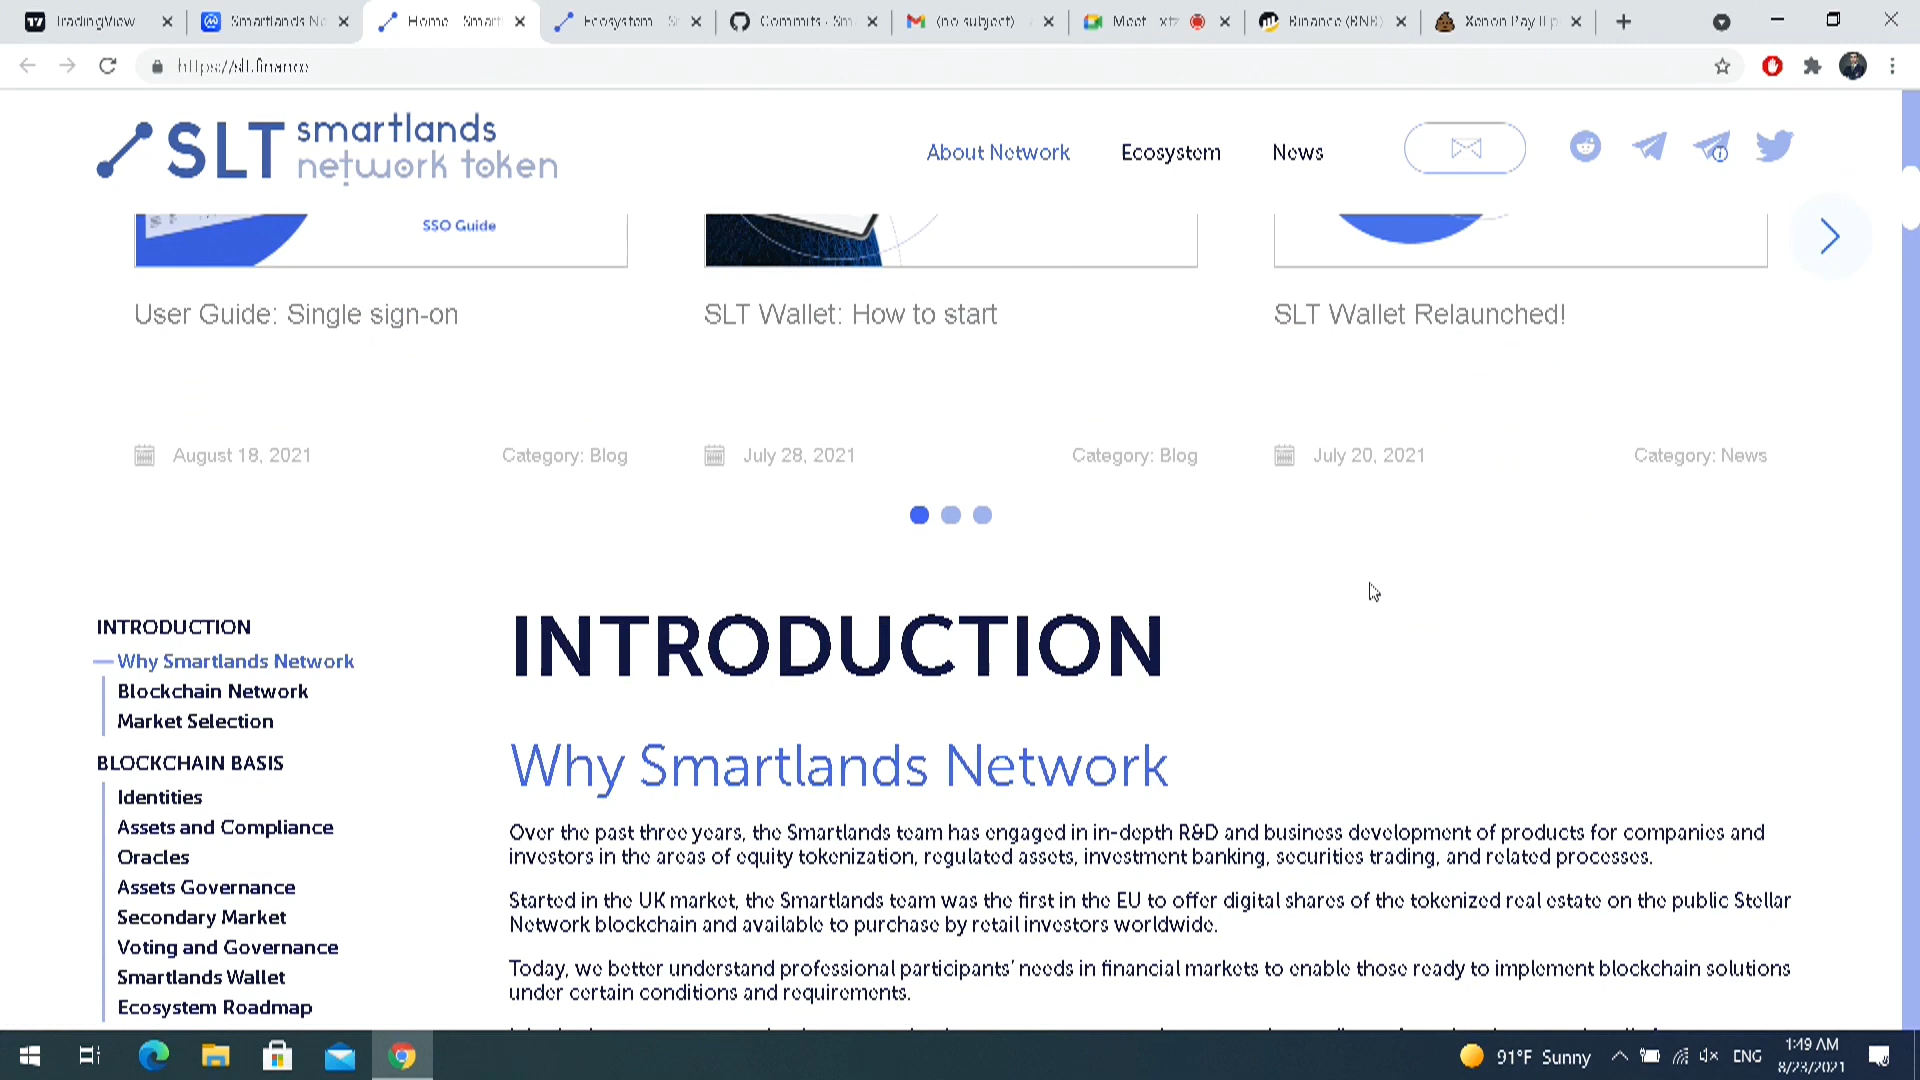 TradingView
Smartlands Ne
Home - Smartl
Ecosystem - S
Commits · Sm
(no subject)
Meet - xtz
Binance (BNB)
Xenon Pay II p
https://slt.finance
SLT smartlands
network token
About Network
Ecosystem
News
SSO Guide
User Guide: Single sign-on
SLT Wallet: How to start
SLT Wallet Relaunched!
August 18, 2021
Category: Blog
July 28, 2021
Category: Blog
July 20, 2021
Category: News
INTRODUCTION
Why Smartlands Network
Blockchain Network
Market Selection
BLOCKCHAIN BASIS
Identities
Assets and Compliance
Oracles
Assets Governance
Secondary Market
Voting and Governance
Smartlands Wallet
Ecosystem Roadmap
INTRODUCTION
Why Smartlands Network
Over the past three years, the Smartlands team has engaged in in-depth R&D and business development of products for companies and
investors in the areas of equity tokenization, regulated assets, investment banking, securities trading, and related processes.
Started in the UK market, the Smartlands team was the first in the EU to offer digital shares of the tokenized real estate on the public Stellar
Network blockchain and available to purchase by retail investors worldwide.
Today, we better understand professional participants' needs in financial markets to enable those ready to implement blockchain solutions
under certain conditions and requirements.
91°F Sunny
ENG
1:49 AM
8/23/2021